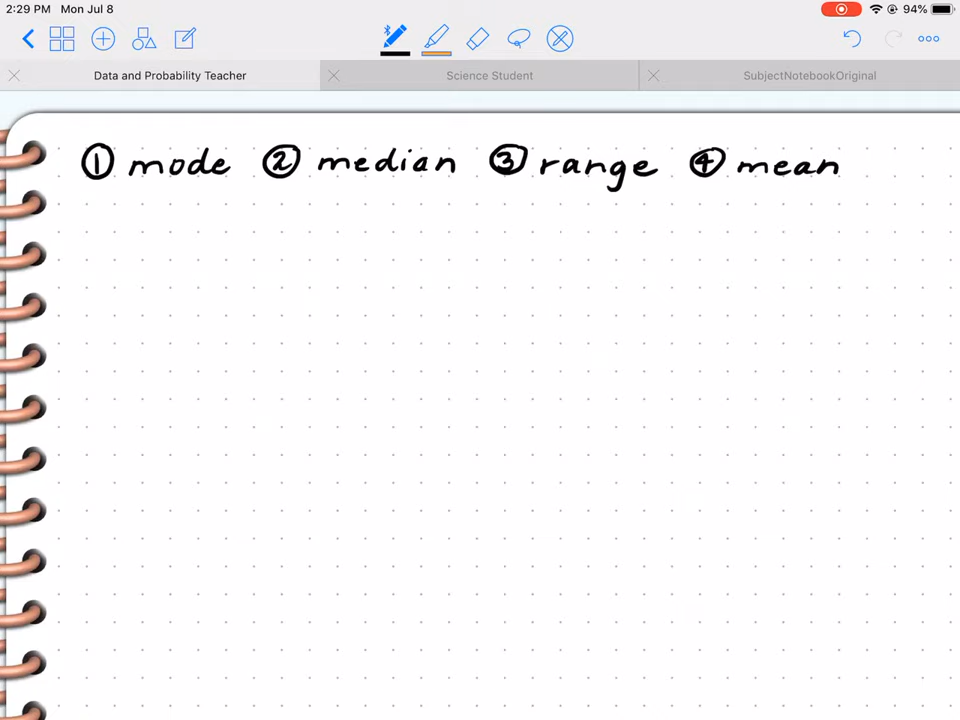 2:29 PM Mon Jul 8 94%
Data and Probability Teacher Science Student SubjectNotebookOriginal
① mode ② median ③ range ④ mean